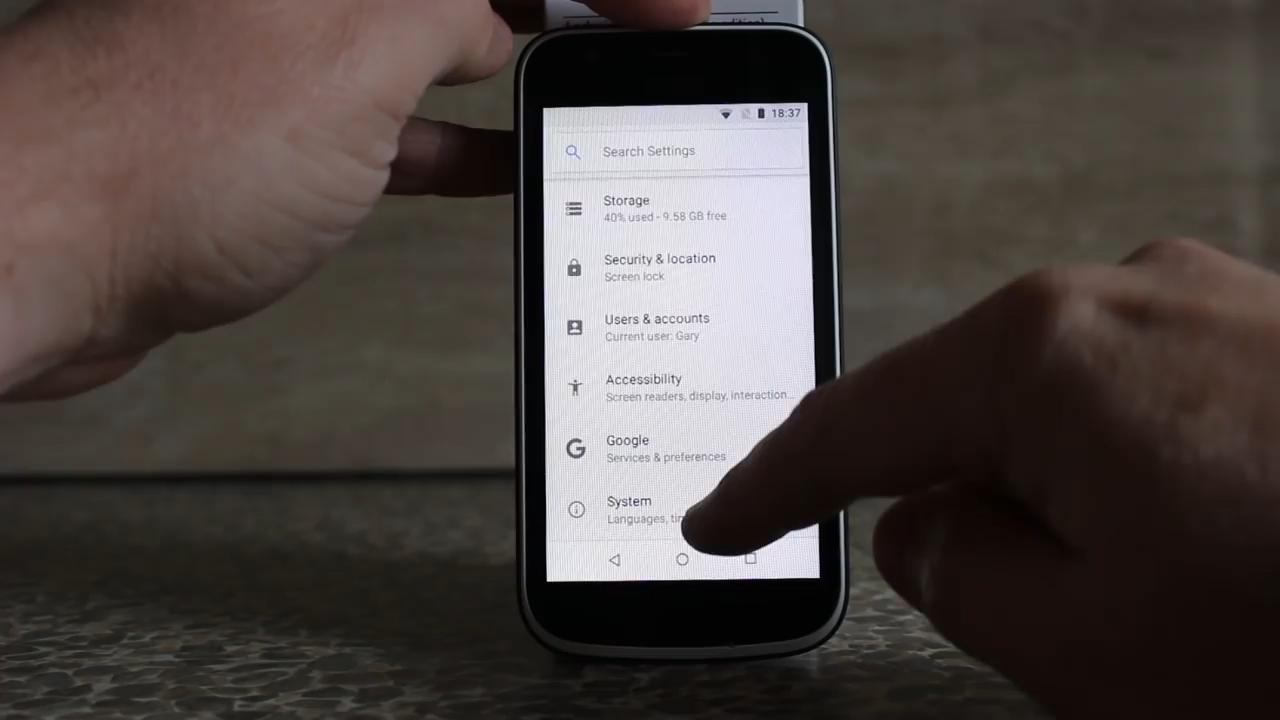 18:37
Search Settings
Storage
40% used - 9.58 GB free
Security & location
Screen lock
Users & accounts
Current user: Gary
Accessibility
Screen readers, display, interaction...
Google
Services & preferences
System
Languages,